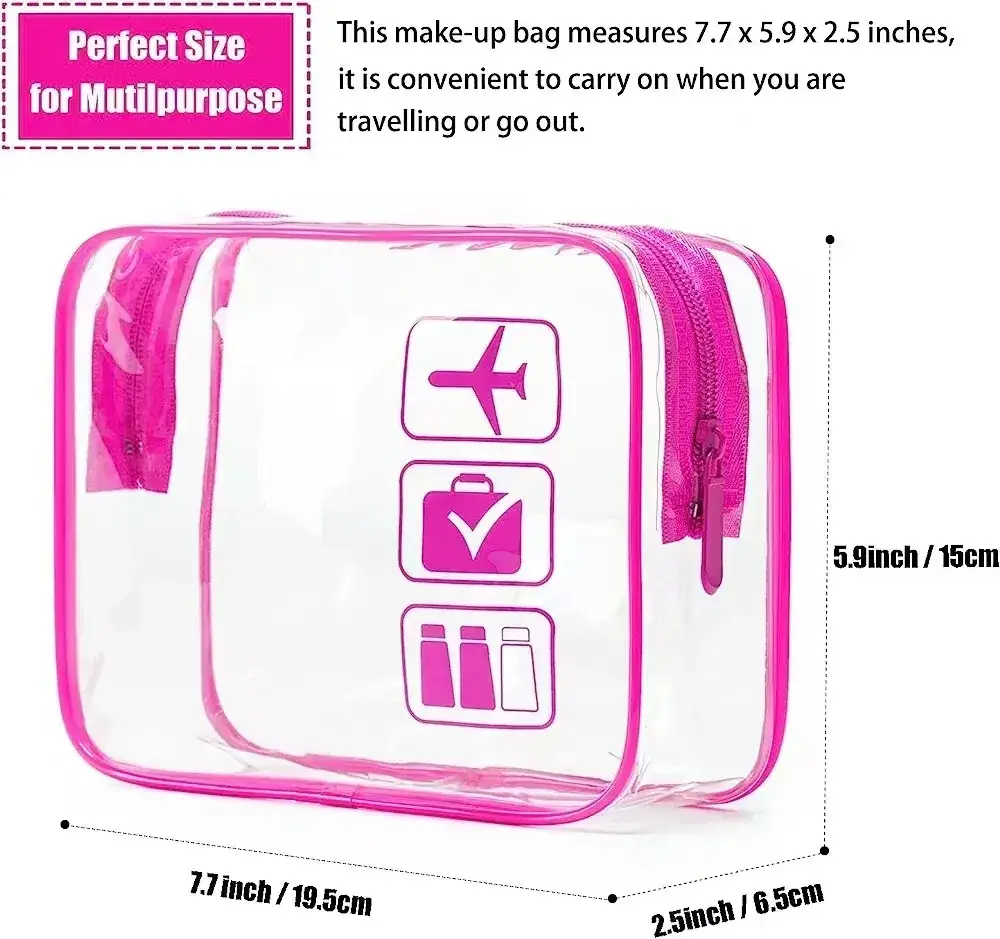 Perfect Size
for Mutilpurpose
This make-up bag measures 7.7 x 5.9 x 2.5 inches,
it is convenient to carry on when you are
travelling or go out.
5.9inch / 15cm
7.7inch / 19.5cm
2.5inch / 6.5cm